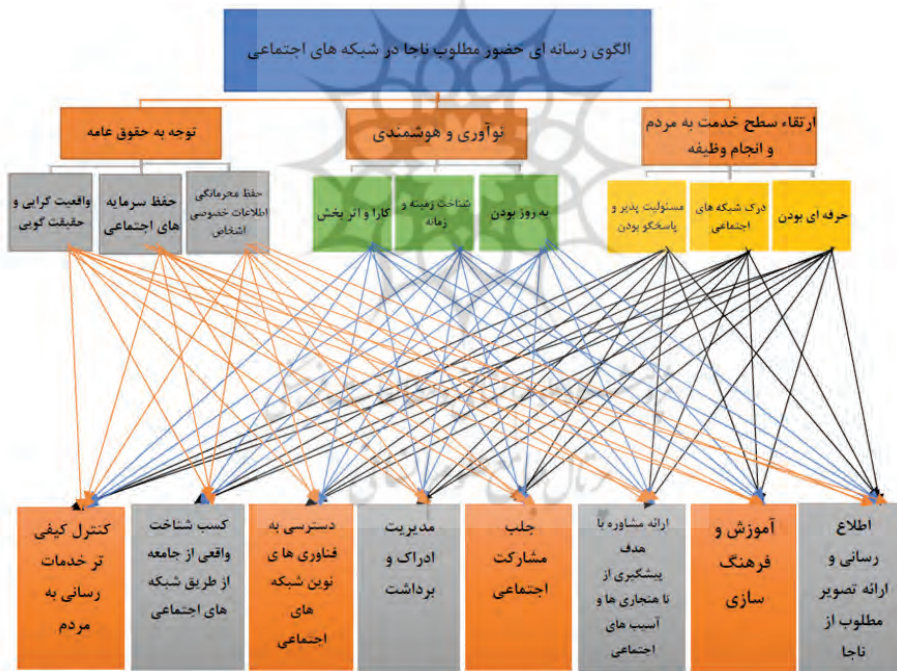 الگوی رسانه ای حضور مطلوب ناجا در شبکه های اجتماعی
ارتقاء سطح خدمت به مردم
و انجام وظیفه
نوآوری و هوشمندی
توجه به حقوق عامه
حرفه ای بودن
درک شبکه های
اجتماعی
مسئولیت پذیر و
پاسخگو بودن
به روز بودن
شناخت زمینه و
زمانه
کارا و اثر بخش
حفظ محرمانگی
اطلاعات خصوصی
اشخاص
حفظ سرمایه
های اجتماعی
واقعیت گرایی و
حقیقت گویی
اطلاع
رسانی و
ارائه تصویر
مطلوب از
ناجا
آموزش و
فرهنگ
سازی
ارائه مشاوره با
هدف
پیشگیری از
نا هنجاری ها و
آسیب های
اجتماعی
جلب
مشارکت
اجتماعی
مدیریت
ادراک و
برداشت
دسترسی به
فناوری های
نوین شبکه
های
اجتماعی
کسب شناخت
واقعی از جامعه
از طریق شبکه
های اجتماعی
کنترل کیفی
تر خدمات
رسانی به
مردم